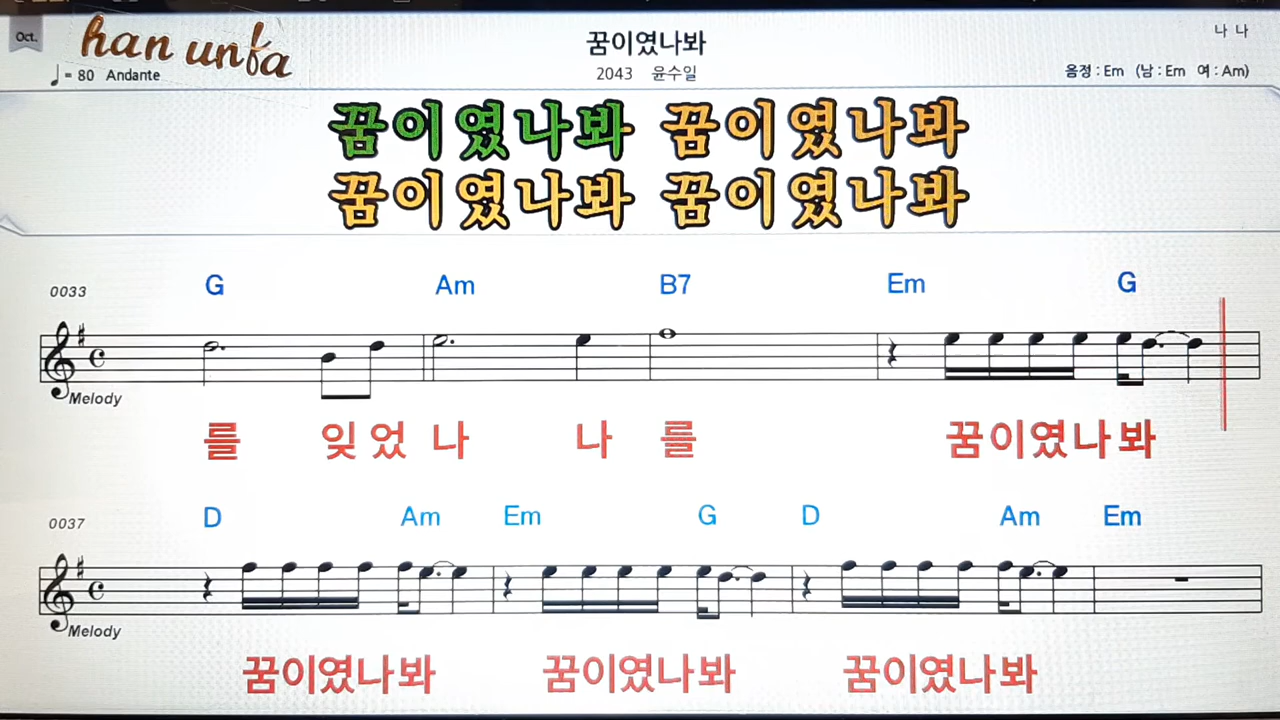 Oct.
han unfa
꿈이였나봐
나 나
♩= 80 Andante
2043 윤수일
음정 : Em (남 : Em 여 : Am)
꿈이였나봐 꿈이였나봐
꿈이였나봐 꿈이였나봐
0033 G Am B7 Em G
Melody
를 잊었나 나를 꿈이였나봐
0037 D Am Em G D Am Em
Melody
꿈이였나봐 꿈이였나봐 꿈이였나봐